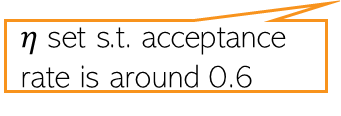 η set s.t. acceptance
rate is around 0.6